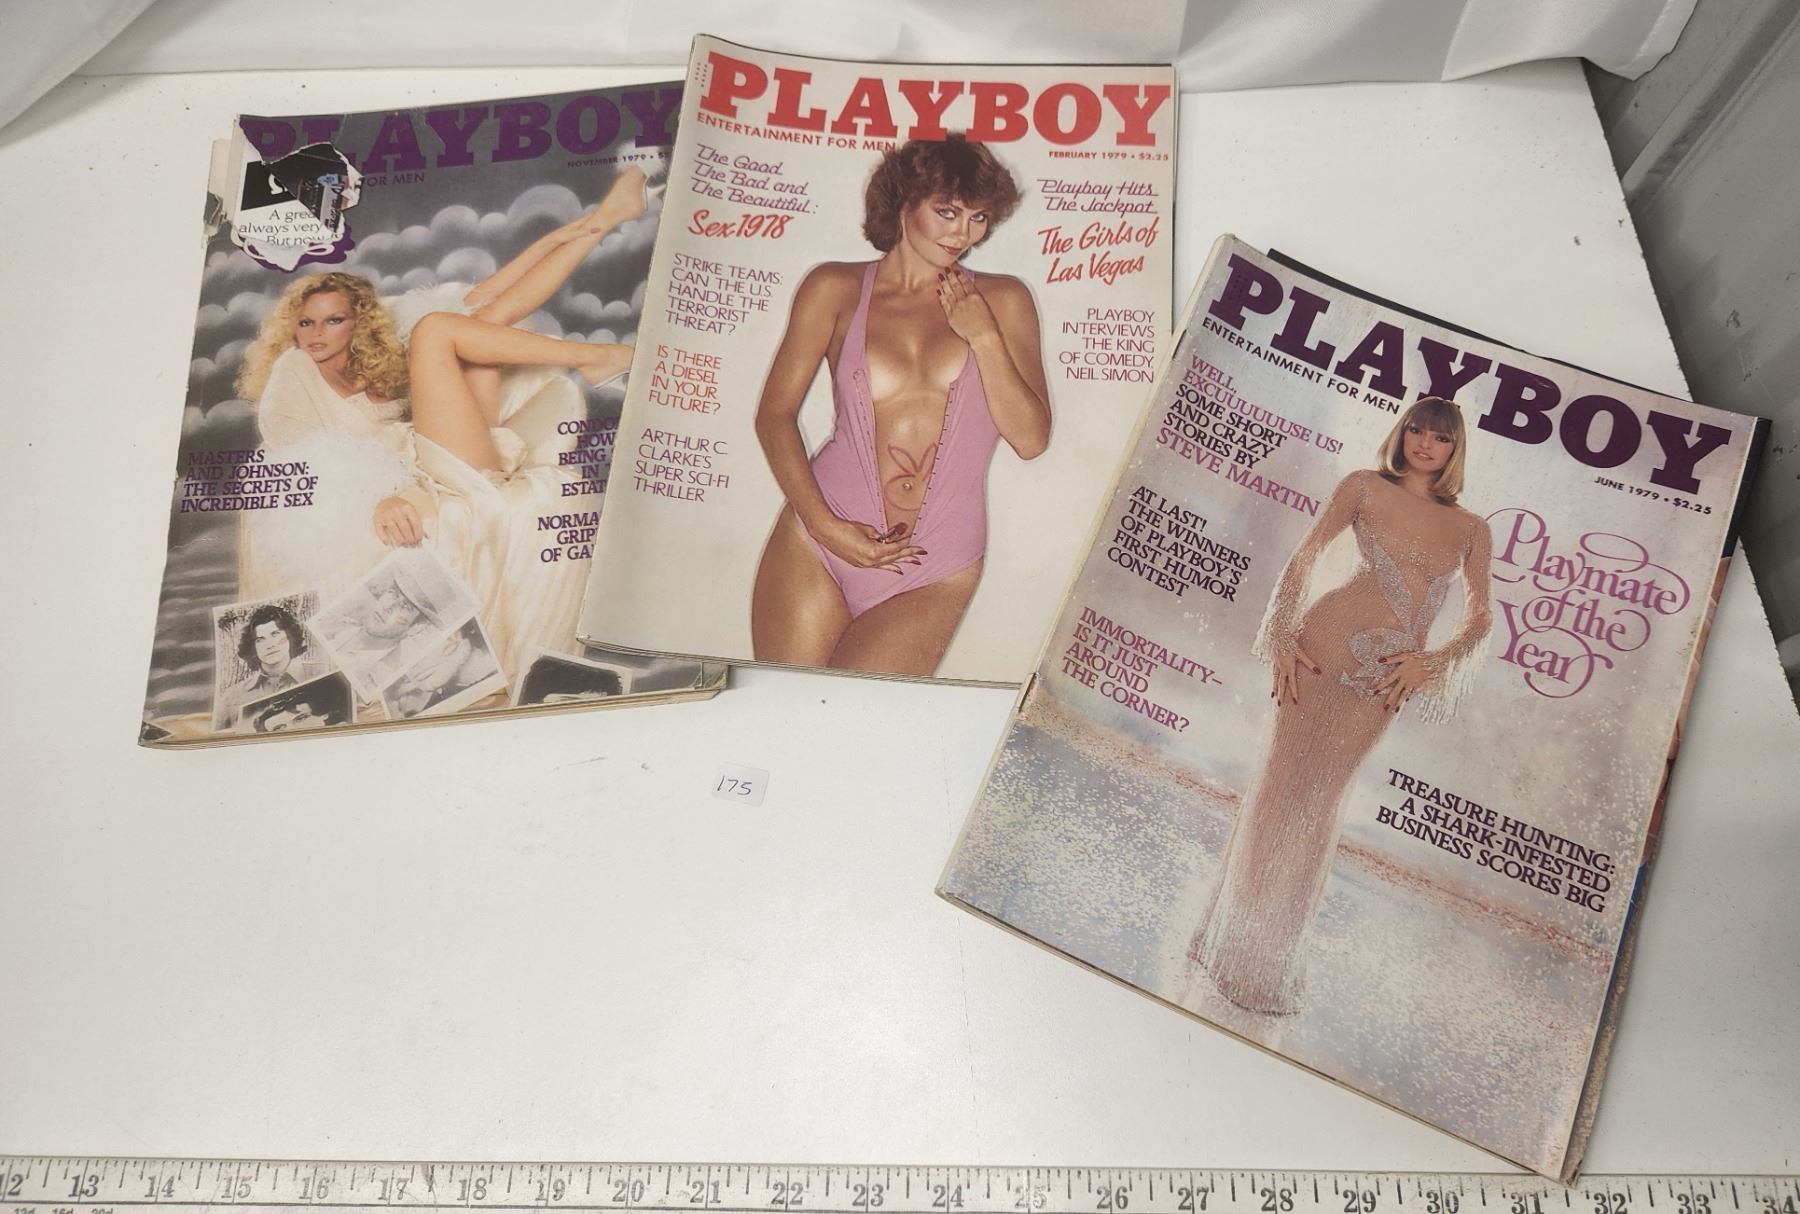 PLAYBOY
NOVEMBER 1979
FOR MEN
A great
always very
But now
MASTERS
AND JOHNSON:
THE SECRETS OF
INCREDIBLE SEX
HOW
BEING
IN
OF
PLAYBOY
ENTERTAINMENT FOR MEN
FEBRUARY 1979 • $2.25
The Good
The Bad and
The Beautiful:
Sex 1978
STRIKE TEAMS:
CAN THE U.S.
HANDLE THE
TERRORIST
THREAT?
IS THERE
A DIESEL
IN YOUR
FUTURE?
ARTHUR C.
CLARKE'S
SUPER SCI-FI
THRILLER
Playboy Hits
The Jackpot
The Girls of
Las Vegas
PLAYBOY
INTERVIEWS
THE KING
OF COMEDY,
NEIL SIMON
PLAYBOY
ENTERTAINMENT FOR MEN
JUNE 1979 • $2.25
WELL,
EXCUUUUUUSE US!
SOME SHORT
AND CRAZY
STORIES BY
STEVE MARTIN
AT LAST!
THE WINNERS
OF PLAYBOY'S
FIRST HUMOR
CONTEST
IMMORTALITY–
IS IT JUST
AROUND
THE CORNER?
Playmate
of the
Year
TREASURE HUNTING:
A SHARK-INFESTED
BUSINESS SCORES BIG
175
12 13 14 15 16 17 18 19 20 21 22 23 24 25 26 27 28 29 30 31 32 33 34